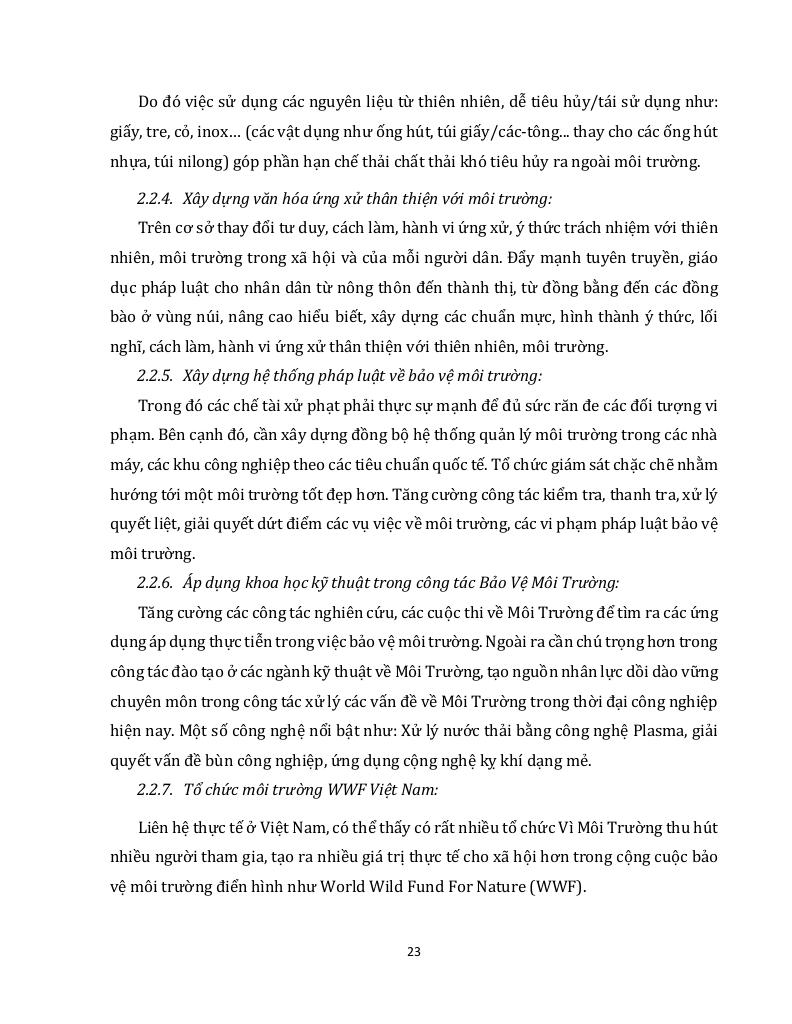 Do đó việc sử dụng các nguyên liệu từ thiên nhiên, dễ tiêu hủy/tái sử dụng như:
giấy, tre, cỏ, inox… (các vật dụng như ống hút, túi giấy/các-tông... thay cho các ống hút
nhựa, túi nilong) góp phần hạn chế thải chất thải khó tiêu hủy ra ngoài môi trường.
2.2.4. Xây dựng văn hóa ứng xử thân thiện với môi trường:
Trên cơ sở thay đổi tư duy, cách làm, hành vi ứng xử, ý thức trách nhiệm với thiên
nhiên, môi trường trong xã hội và của mỗi người dân. Đẩy mạnh tuyên truyền, giáo
dục pháp luật cho nhân dân từ nông thôn đến thành thị, từ đồng bằng đến các đồng
bào ở vùng núi, nâng cao hiểu biết, xây dựng các chuẩn mực, hình thành ý thức, lối
nghĩ, cách làm, hành vi ứng xử thân thiện với thiên nhiên, môi trường.
2.2.5. Xây dựng hệ thống pháp luật về bảo vệ môi trường:
Trong đó các chế tài xử phạt phải thực sự mạnh để đủ sức răn đe các đối tượng vi
phạm. Bên cạnh đó, cần xây dựng đồng bộ hệ thống quản lý môi trường trong các nhà
máy, các khu công nghiệp theo các tiêu chuẩn quốc tế. Tổ chức giám sát chặc chẽ nhằm
hướng tới một môi trường tốt đẹp hơn. Tăng cường công tác kiểm tra, thanh tra, xử lý
quyết liệt, giải quyết dứt điểm các vụ việc về môi trường, các vi phạm pháp luật bảo vệ
môi trường.
2.2.6. Áp dụng khoa học kỹ thuật trong công tác Bảo Vệ Môi Trường:
Tăng cường các công tác nghiên cứu, các cuộc thi về Môi Trường để tìm ra các ứng
dụng áp dụng thực tiễn trong việc bảo vệ môi trường. Ngoài ra cần chú trọng hơn trong
công tác đào tạo ở các ngành kỹ thuật về Môi Trường, tạo nguồn nhân lực dồi dào vững
chuyên môn trong công tác xử lý các vấn đề về Môi Trường trong thời đại công nghiệp
hiện nay. Một số công nghệ nổi bật như: Xử lý nước thải bằng công nghệ Plasma, giải
quyết vấn đề bùn công nghiệp, ứng dụng cộng nghệ kỵ khí dạng mẻ.
2.2.7. Tổ chức môi trường WWF Việt Nam:
Liên hệ thực tế ở Việt Nam, có thể thấy có rất nhiều tổ chức Vì Môi Trường thu hút
nhiều người tham gia, tạo ra nhiều giá trị thực tế cho xã hội hơn trong cộng cuộc bảo
vệ môi trường điển hình như World Wild Fund For Nature (WWF).
23